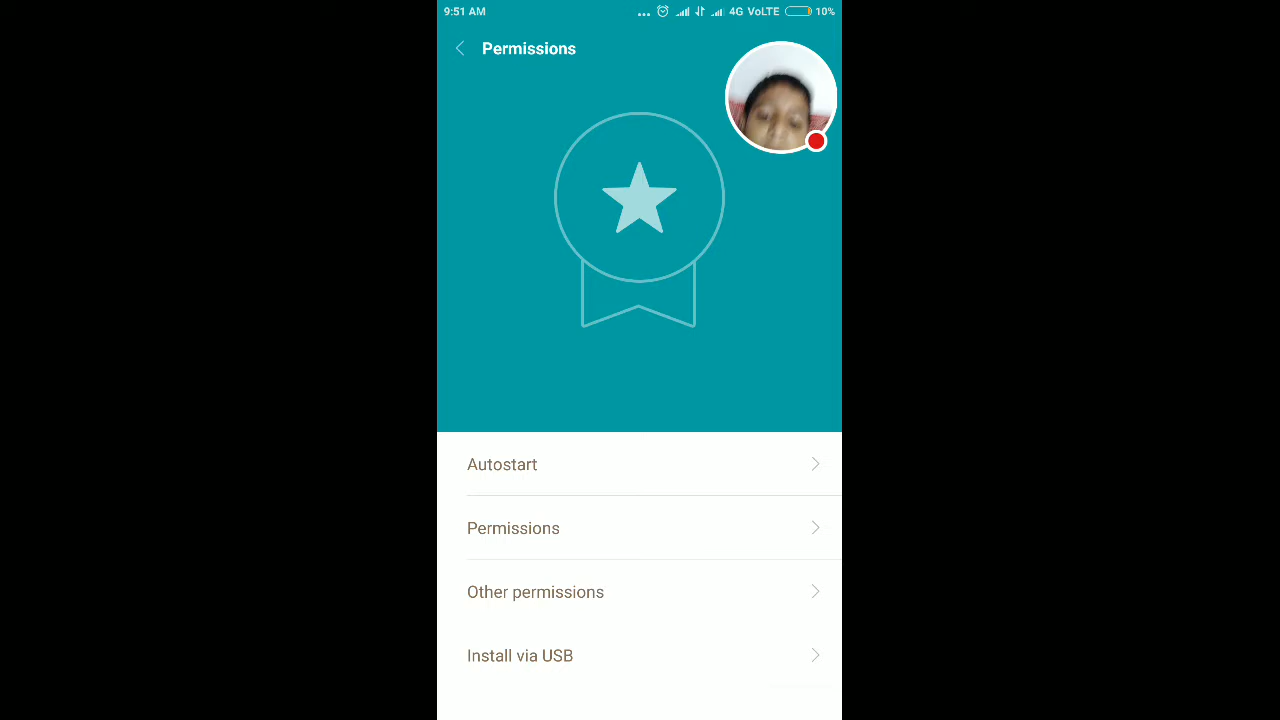 9:51 AM
... 4G VoLTE 10%
Permissions
Autostart
Permissions
Other permissions
Install via USB